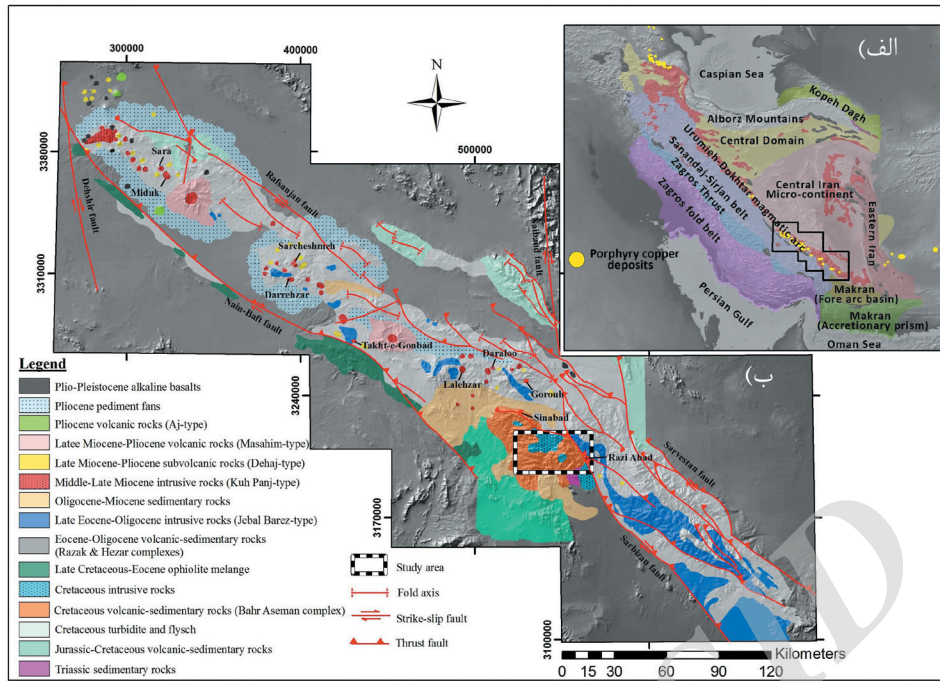 300000
400000
500000
3380000
3310000
3240000
3170000
3100000
N
Sara
Miduk
Dehshir fault
Rafsanjan fault
Sarcheshmeh
Darrehzar
Nain-Baft fault
Takht-e-Gonbad
Daraloo
Lalehzar
Gorouh
Sinabad
Razi Abad
Sarvestan fault
Sarbizan fault
الف)
Caspian Sea
Kopeh Dagh
Alborz Mountains
Central Domain
Urumieh-Dokhtar magmatic arc
Sanandaj-Sirjan belt
Zagros Thrust
Zagros fold belt
Central Iran
Micro-continent
Eastern Iran
Porphyry copper
deposits
Persian Gulf
Makran
(Fore arc basin)
Makran
(Accretionary prism)
Oman Sea
ب)
Legend
Plio-Pleistocene alkaline basalts
Pliocene pediment fans
Pliocene volcanic rocks (Aj-type)
Latee Miocene-Pliocene volcanic rocks (Masahim-type)
Late Miocene-Pliocene subvolcanic rocks (Dehaj-type)
Middle-Late Miocene intrusive rocks (Kuh Panj-type)
Oligocene-Miocene sedimentary rocks
Late Eocene-Oligocene intrusive rocks (Jebal Barez-type)
Eocene-Oligocene volcanic-sedimentary rocks
(Razak & Hezar complexes)
Late Cretaceous-Eocene ophiolite melange
Cretaceous intrusive rocks
Cretaceous volcanic-sedimentary rocks (Bahr Aseman complex)
Cretaceous turbidite and flysch
Jurassic-Cretaceous volcanic-sedimentary rocks
Triassic sedimentary rocks
Study area
Fold axis
Strike-slip fault
Thrust fault
Kilometers
0 15 30 60 90 120